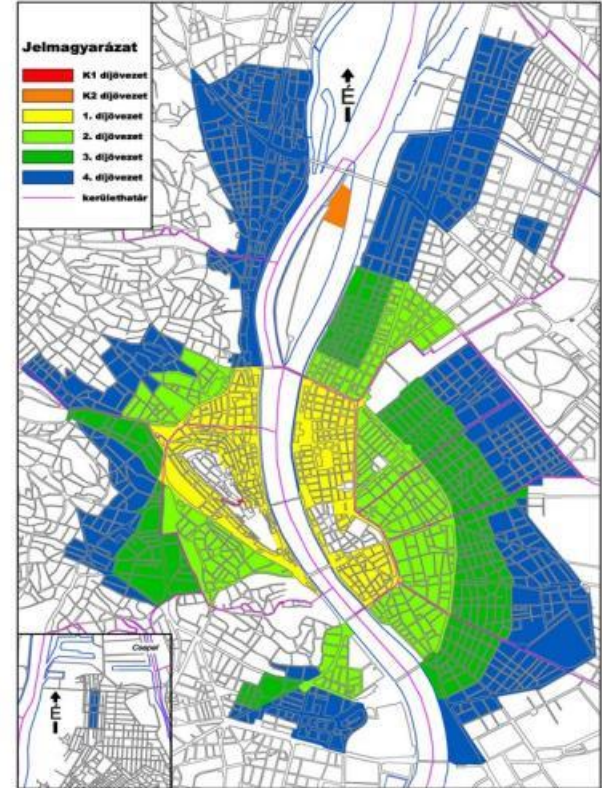 Jelmagyarázat
K1 díjövezet
K2 díjövezet
1. díjövezet
2. díjövezet
3. díjövezet
4. díjövezet
kerülethatár
É
Csepel
É